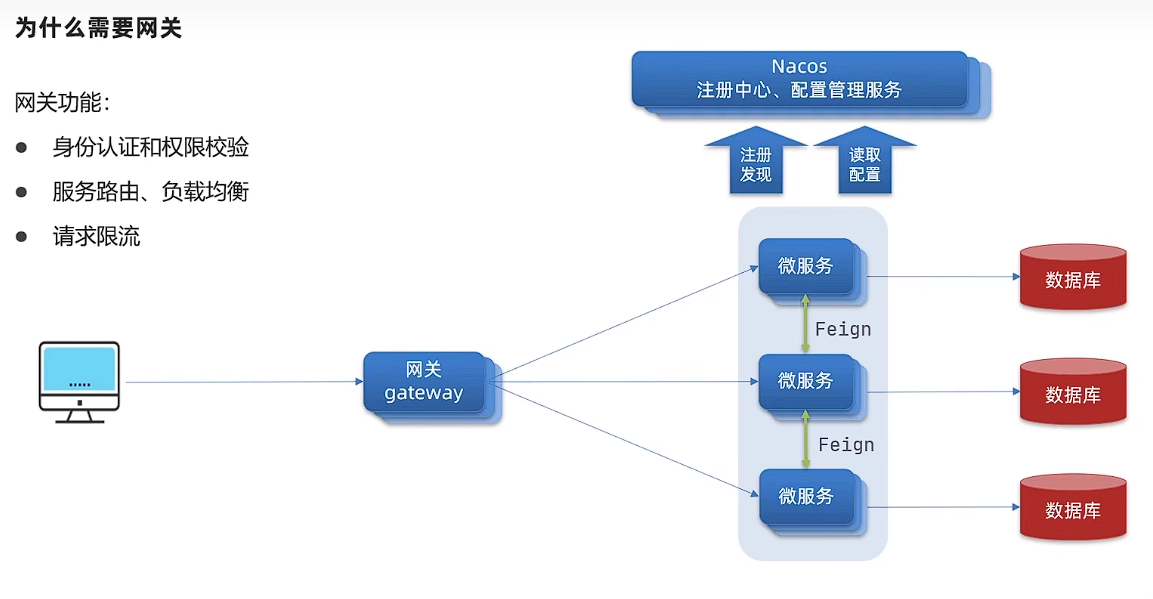 为什么需要网关
网关功能：
● 身份认证和权限校验
● 服务路由、负载均衡
● 请求限流
Nacos
注册中心、配置管理服务
注册
发现
读取
配置
网关
gateway
微服务
Feign
微服务
Feign
微服务
数据库
数据库
数据库